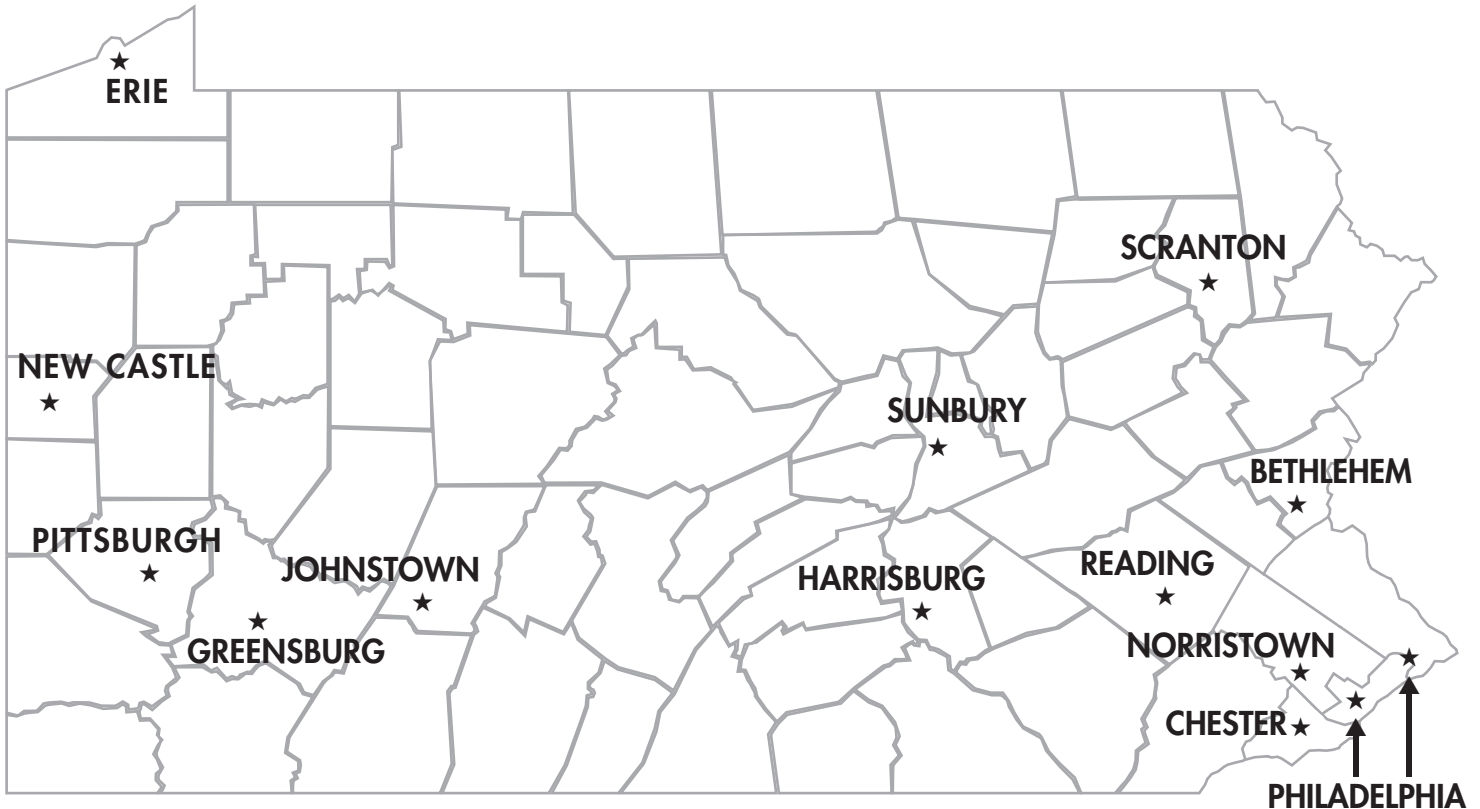 ERIE
SCRANTON
NEW CASTLE
SUNBURY
BETHLEHEM
PITTSBURGH
JOHNSTOWN
HARRISBURG
READING
GREENSBURG
NORRISTOWN
CHESTER
PHILADELPHIA